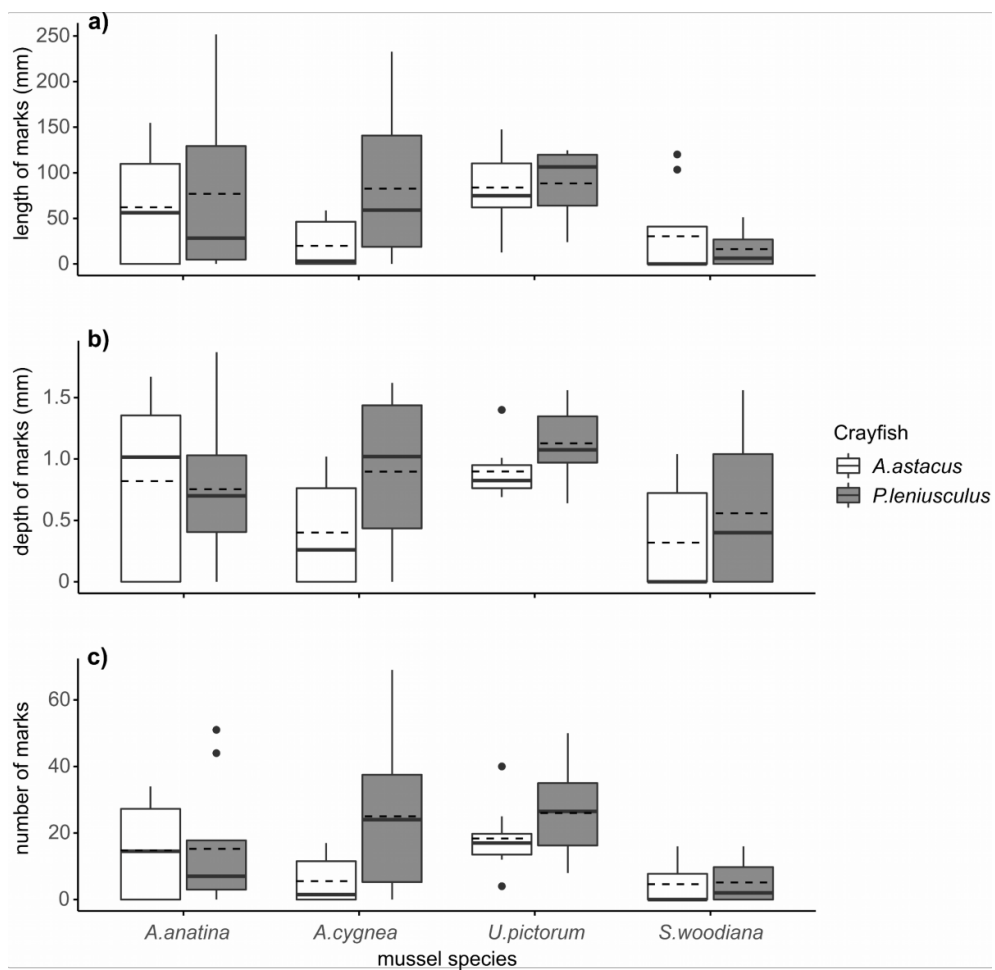 a)
length of marks (mm)
250
200
150
100
50
0
b)
depth of marks (mm)
1.5
1.0
0.5
0
Crayfish
A.astacus
P.leniusculus
c)
number of marks
60
40
20
0
A.anatina A.cygnea U.pictorum S.woodiana
mussel species